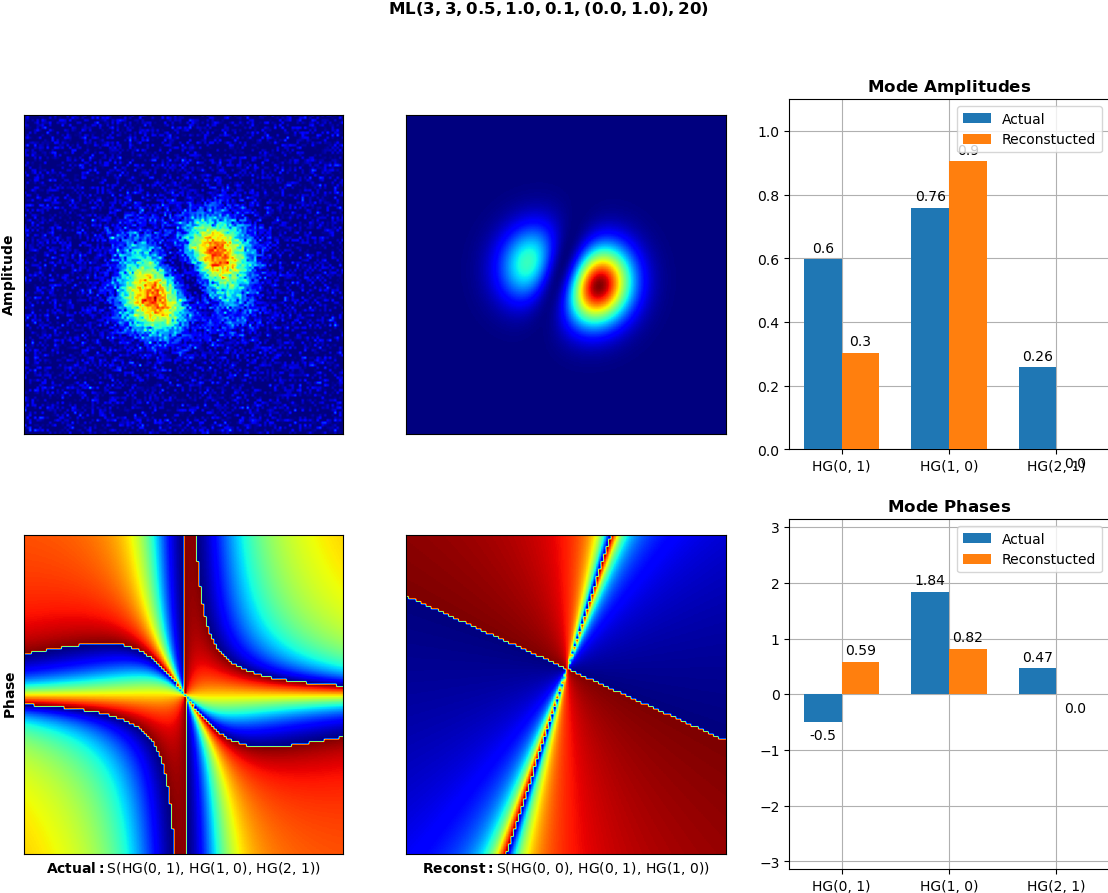 ML(3, 3, 0.5, 1.0, 0.1, (0.0, 1.0), 20)
Amplitude
Mode Amplitudes
Actual
Reconstucted
1.0
0.8
0.6
0.4
0.2
0.0
0.6
0.3
0.76
0.9
0.26
0.0
HG(0, 1)
HG(1, 0)
HG(2, 1)
Phase
Actual: S(HG(0, 1), HG(1, 0), HG(2, 1))
Reconst: S(HG(0, 0), HG(0, 1), HG(1, 0))
Mode Phases
Actual
Reconstucted
3
2
1
0
−1
−2
−3
-0.5
0.59
1.84
0.82
0.47
0.0
HG(0, 1)
HG(1, 0)
HG(2, 1)